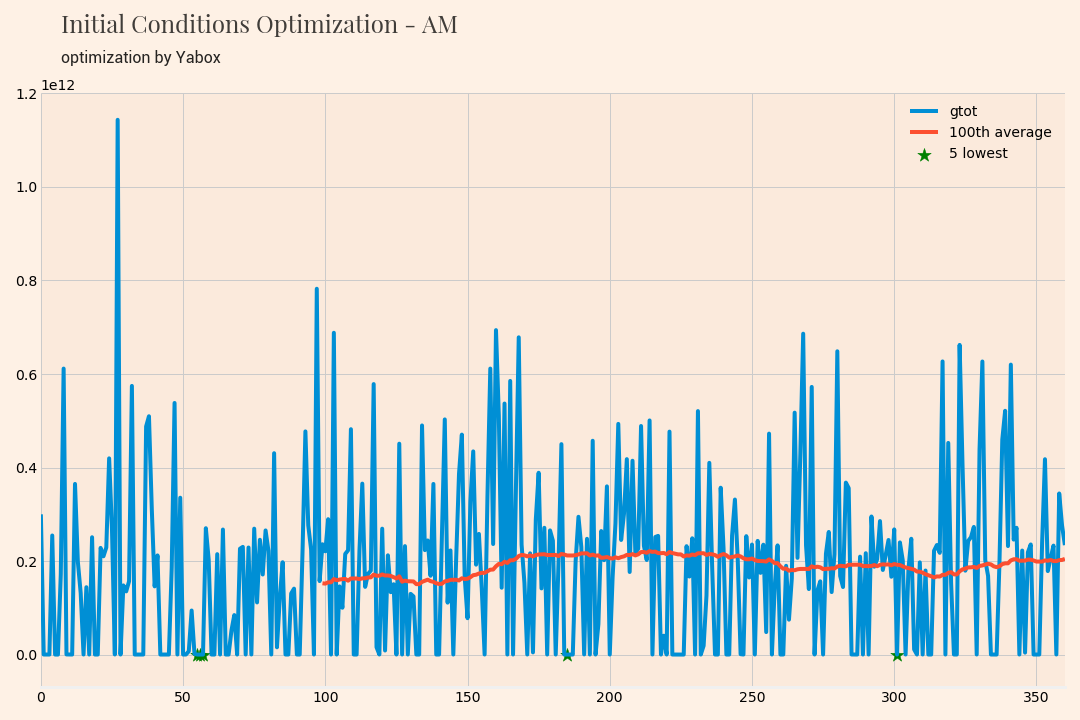 Initial Conditions Optimization - AM
optimization by Yabox
1e12
1.2
1.0
0.8
0.6
0.4
0.2
0.0
gtot
100th average
5 lowest
0 50 100 150 200 250 300 350